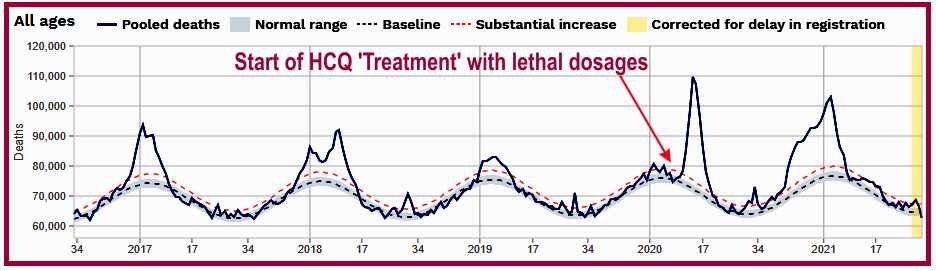 All ages
Pooled deaths Normal range Baseline Substantial increase Corrected for delay in registration
120,000
Start of HCQ 'Treatment' with lethal dosages
110,000
100,000
90,000
80,000
70,000
60,000
Deaths
34 2017 17 34 2018 17 34 2019 17 34 2020 17 34 2021 17